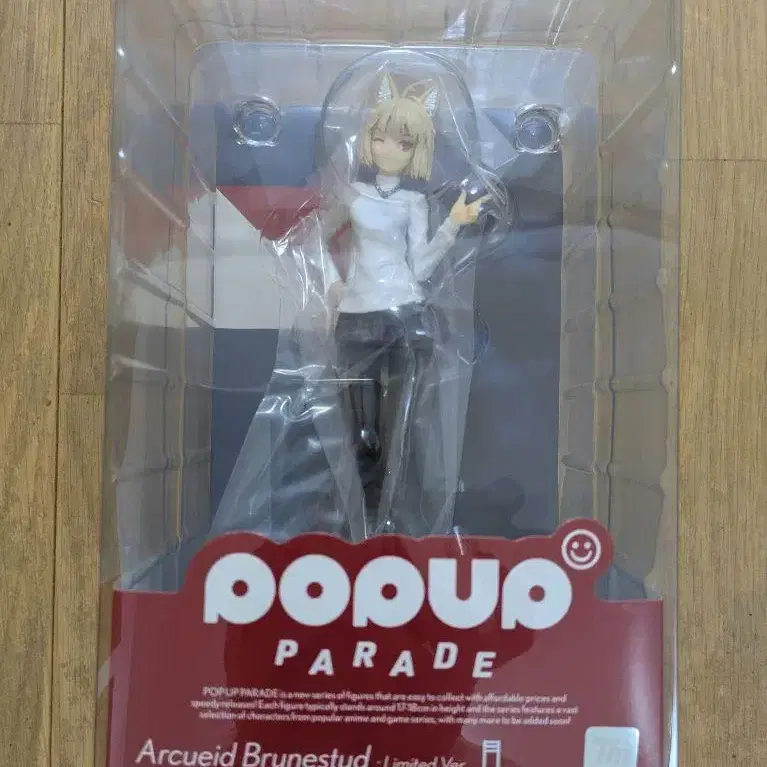 POPUP
PARADE
POP UP PARADE is a new series of figures that are easy to collect with affordable prices and
speedy releases! Each figure typically stands around 17-18cm in height and the series features a vast
selection of characters from popular anime and game series, with many more to be added soon!
Arcueid Brunestud : Limited Ver.